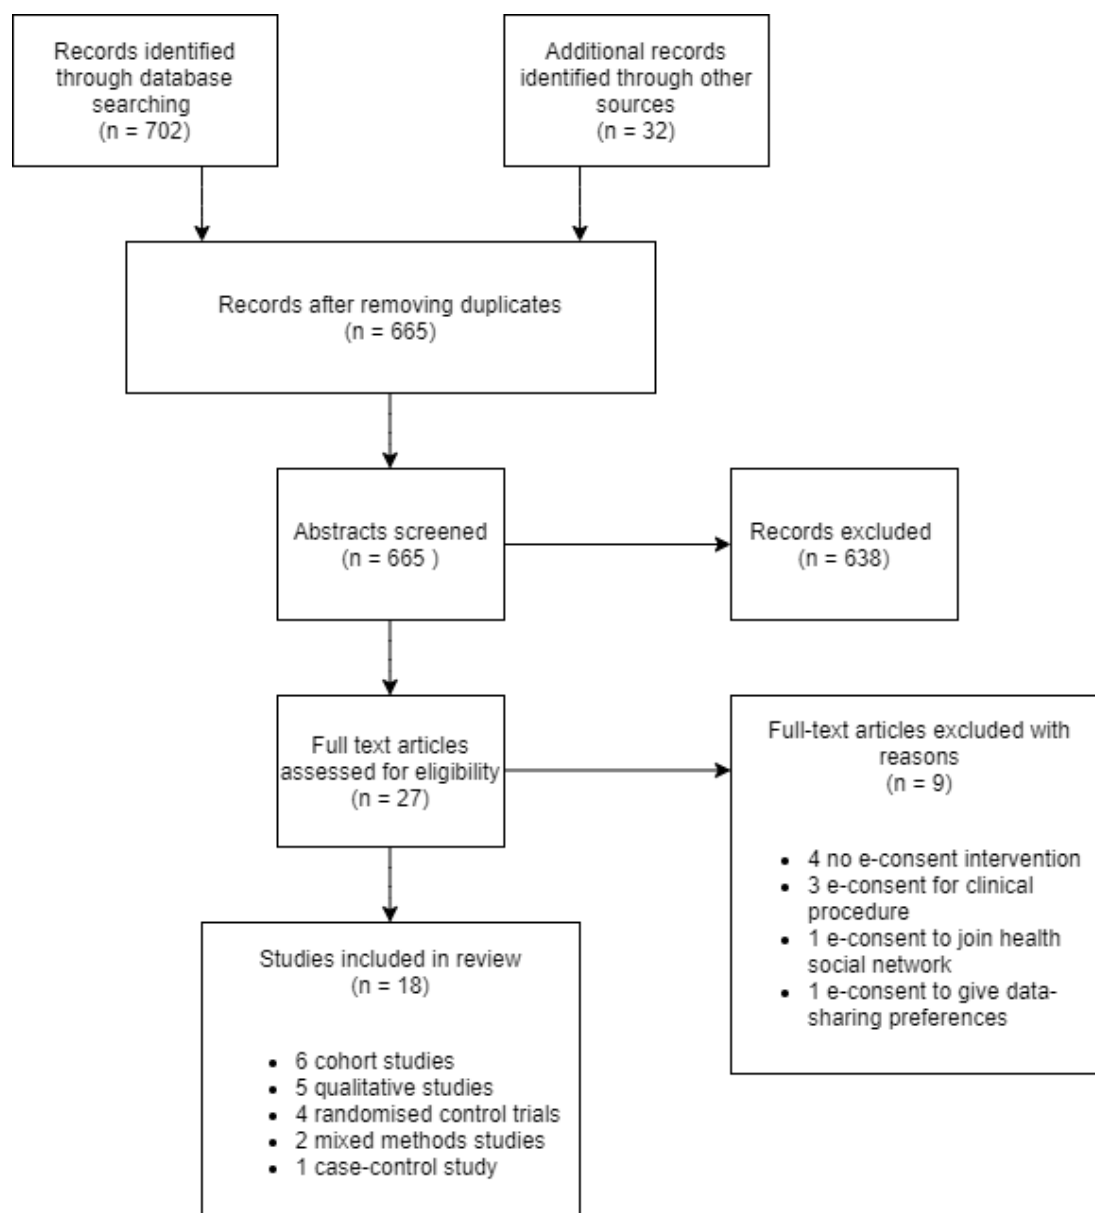 Records identified
through database
searching
(n = 702)
Additional records
identified through other
sources
(n = 32)
Records after removing duplicates
(n = 665)
Abstracts screened
(n = 665 )
Records excluded
(n = 638)
Full text articles
assessed for eligibility
(n = 27)
Full-text articles excluded with
reasons
(n = 9)
• 4 no e-consent intervention
• 3 e-consent for clinical
procedure
• 1 e-consent to join health
social network
• 1 e-consent to give data-
sharing preferences
Studies included in review
(n = 18)
• 6 cohort studies
• 5 qualitative studies
• 4 randomised control trials
• 2 mixed methods studies
• 1 case-control study